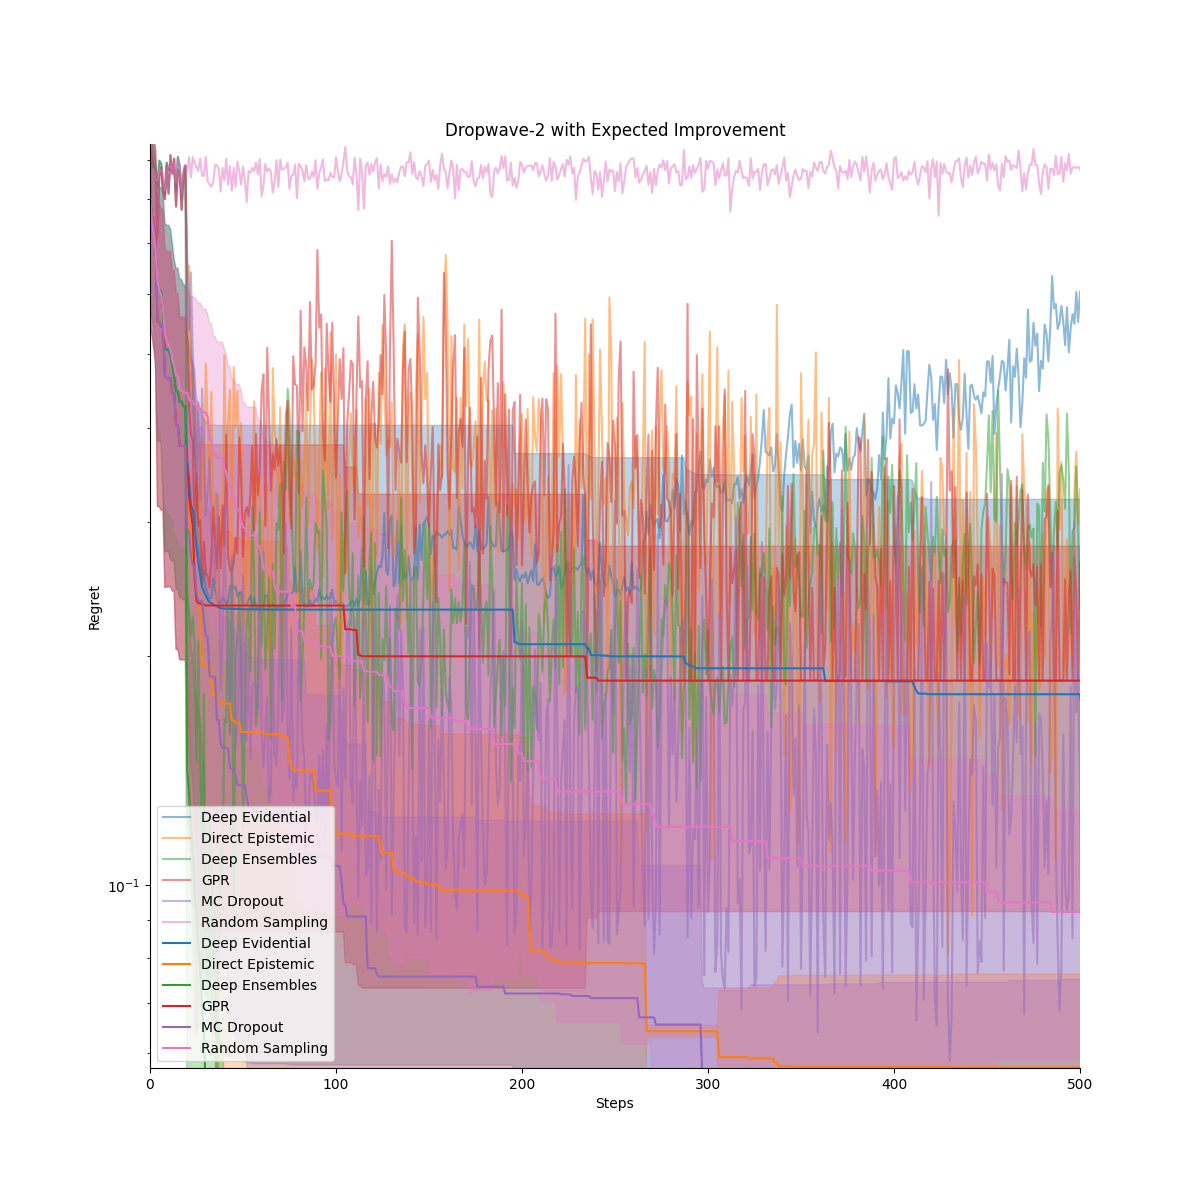 Dropwave-2 with Expected Improvement
Regret
10⁻¹
Deep Evidential
Direct Epistemic
Deep Ensembles
GPR
MC Dropout
Random Sampling
Deep Evidential
Direct Epistemic
Deep Ensembles
GPR
MC Dropout
Random Sampling
0 100 200 300 400 500
Steps